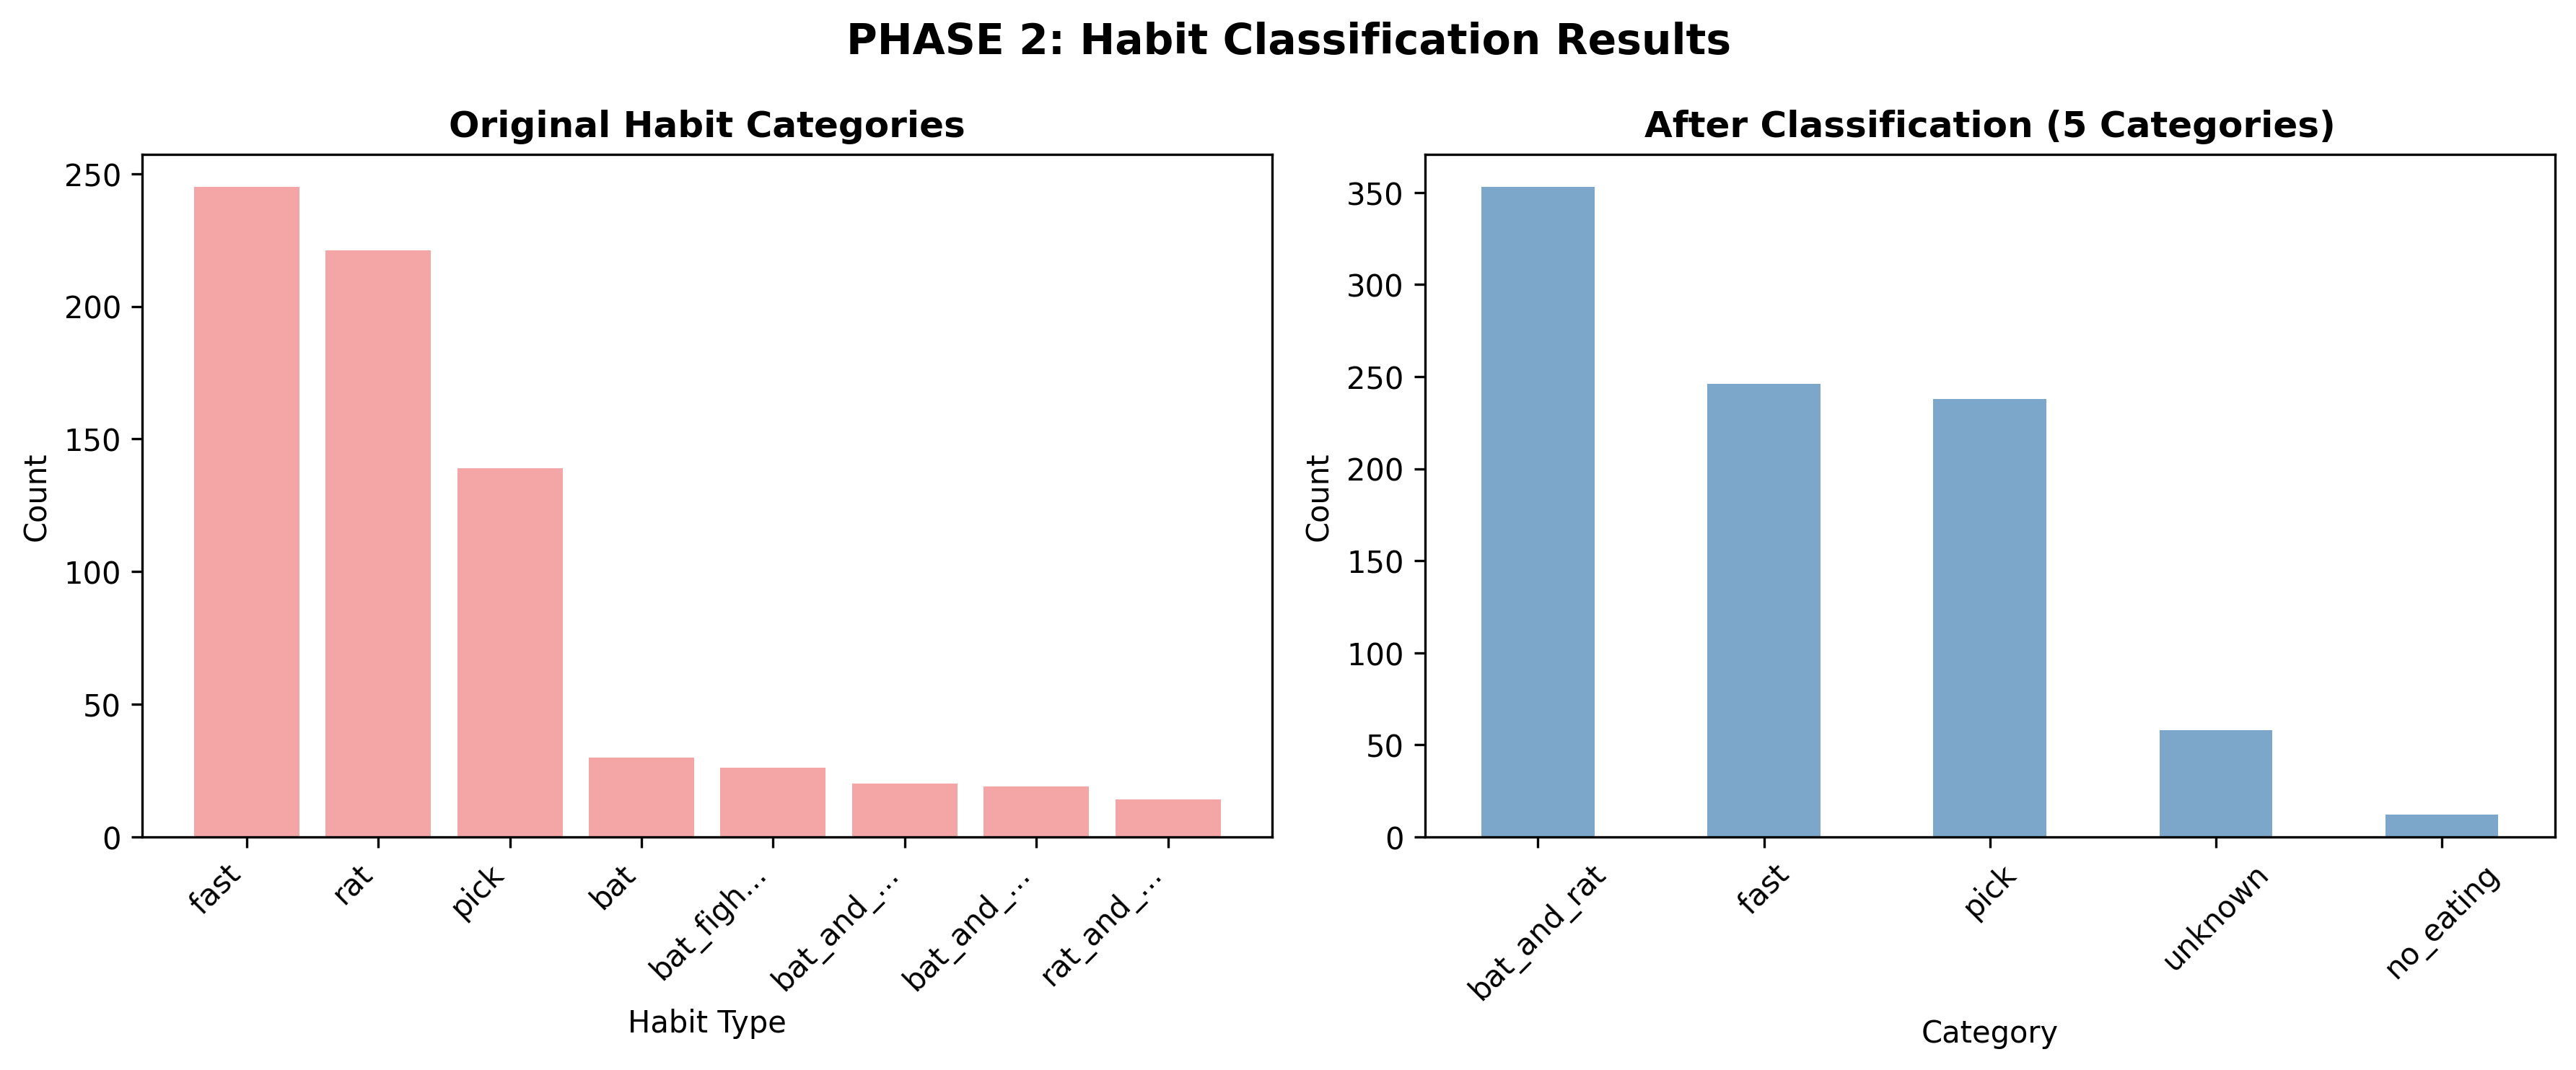 PHASE 2: Habit Classification Results
Original Habit Categories
250
200
150
100
50
0
Count
fast
rat
pick
bat
bat_figh...
bat_and_...
bat_and_...
rat_and_...
Habit Type
After Classification (5 Categories)
350
300
250
200
150
100
50
0
Count
bat_and_rat
fast
pick
unknown
no_eating
Category